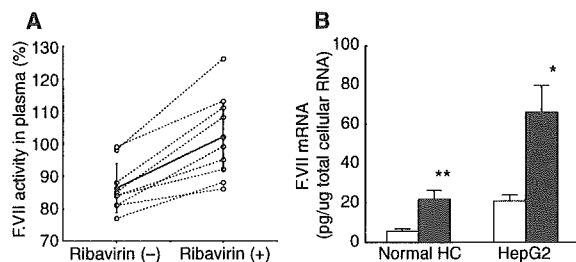 A
F.VII activity in plasma (%)
130
120
110
100
90
80
70
Ribavirin (−)
Ribavirin (+)
B
F.VII mRNA
(pg/ug total cellular RNA)
100
80
60
40
20
0
**
*
Normal HC
HepG2